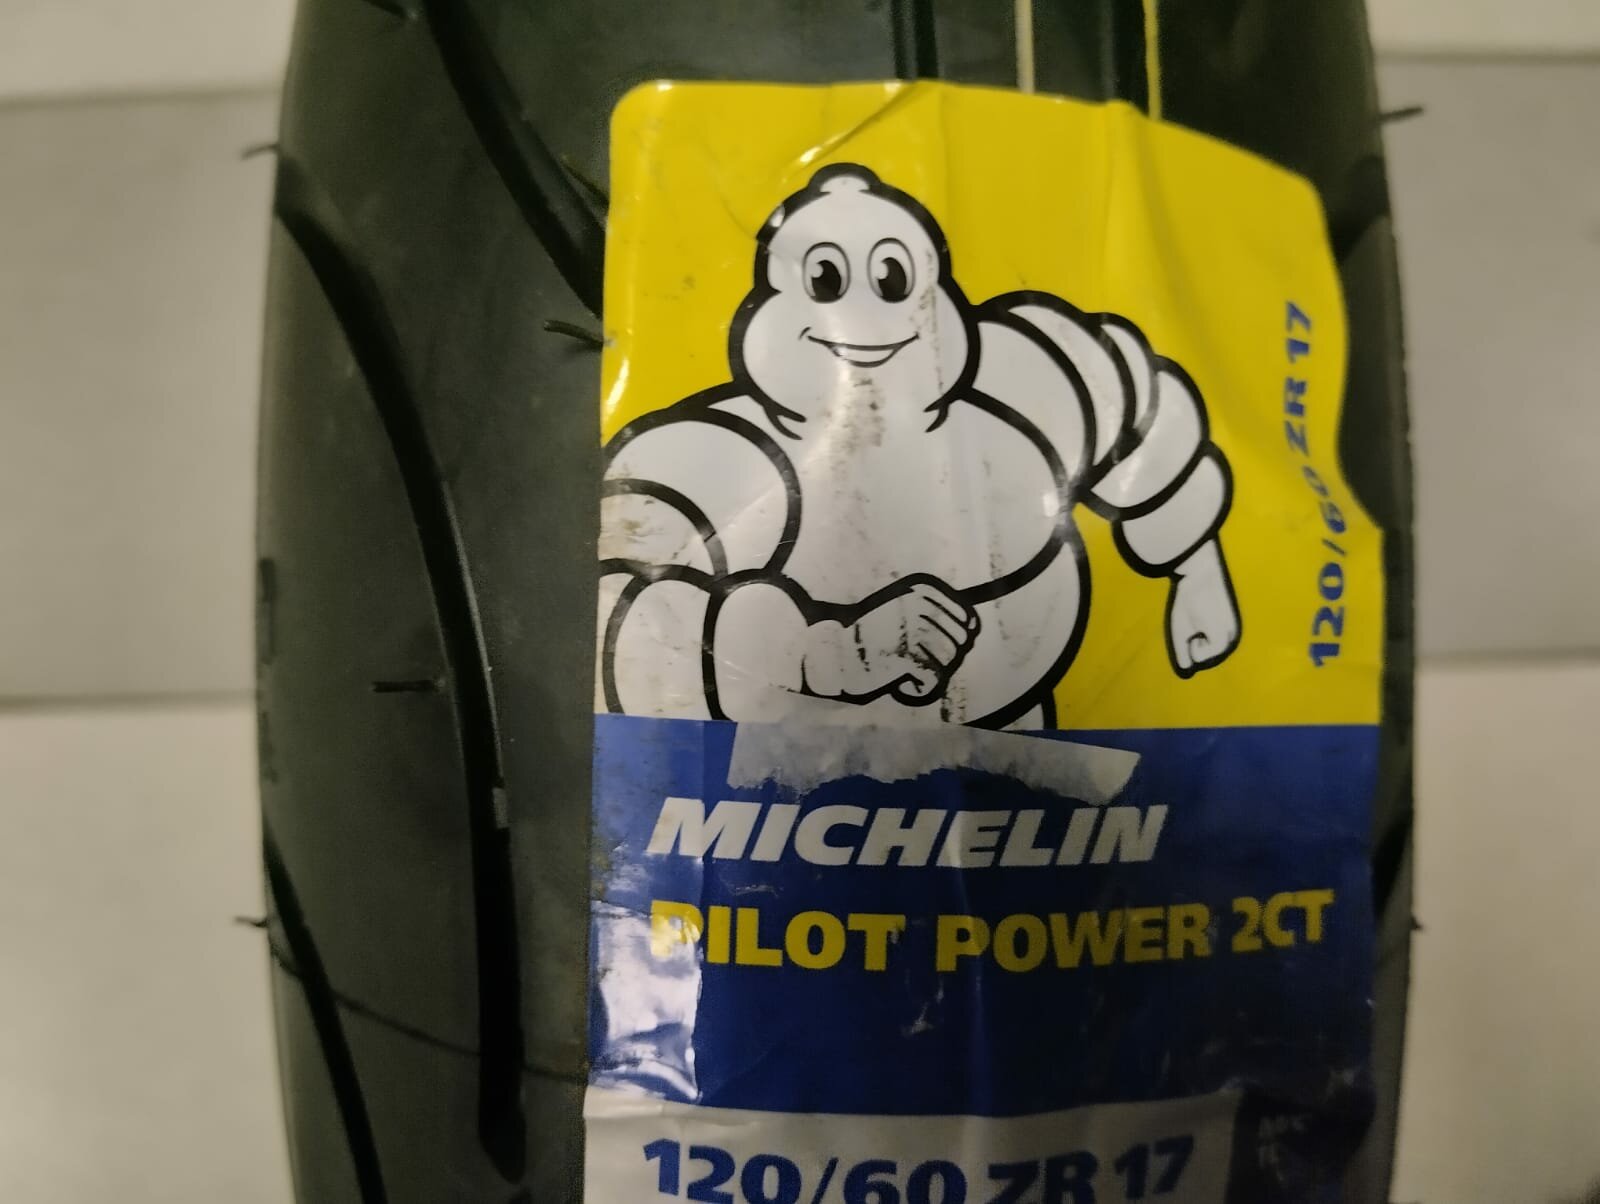 120/60 ZR 17
MICHELIN
PILOT POWER 2CT
120/60 ZR 17